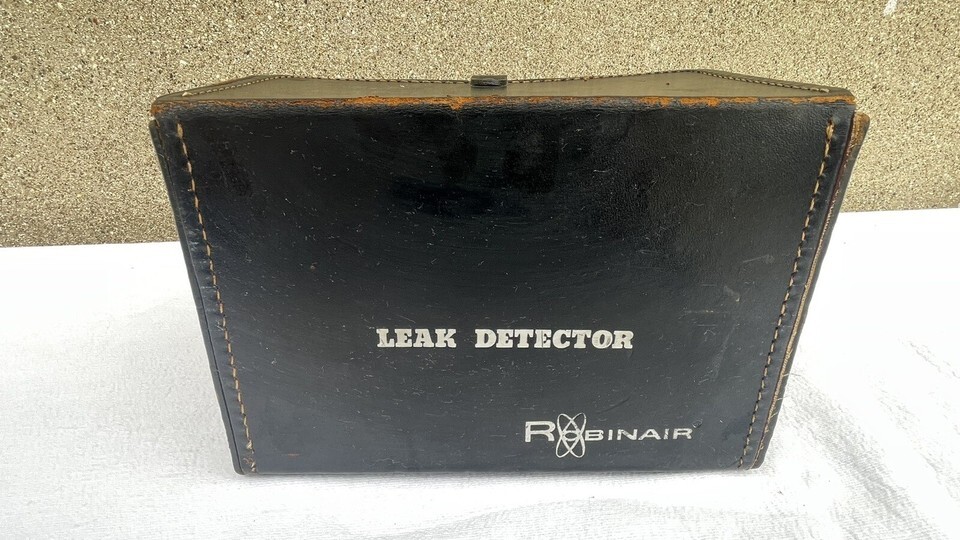 LEAK DETECTOR
ROBINAIR